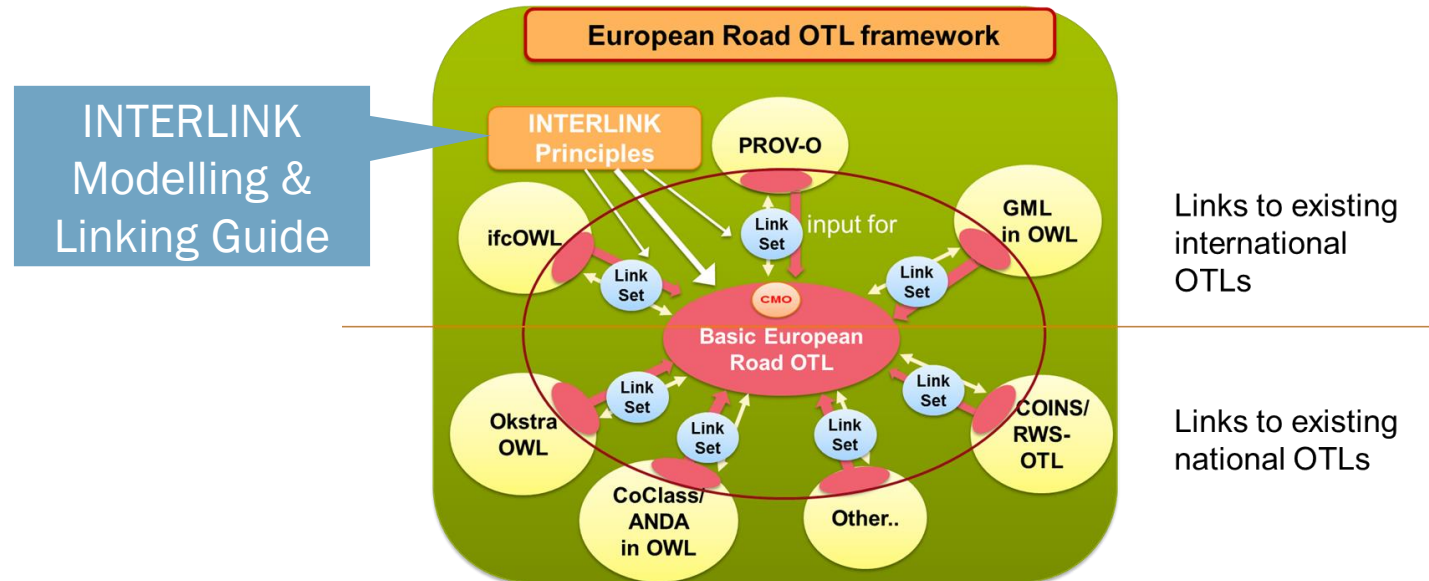 European Road OTL framework
INTERLINK
Modelling &
Linking Guide
INTERLINK
Principles
PROV-O
Link
Set
input for
GML
in OWL
Link
Set
ifcOWL
Link
Set
CMO
Basic European
Road OTL
Links to existing
international
OTLs
Okstra
OWL
Link
Set
CoClass/
ANDA
in OWL
Link
Set
Other..
Link
Set
COINS/
RWS-
OTL
Link
Set
Links to existing
national OTLs